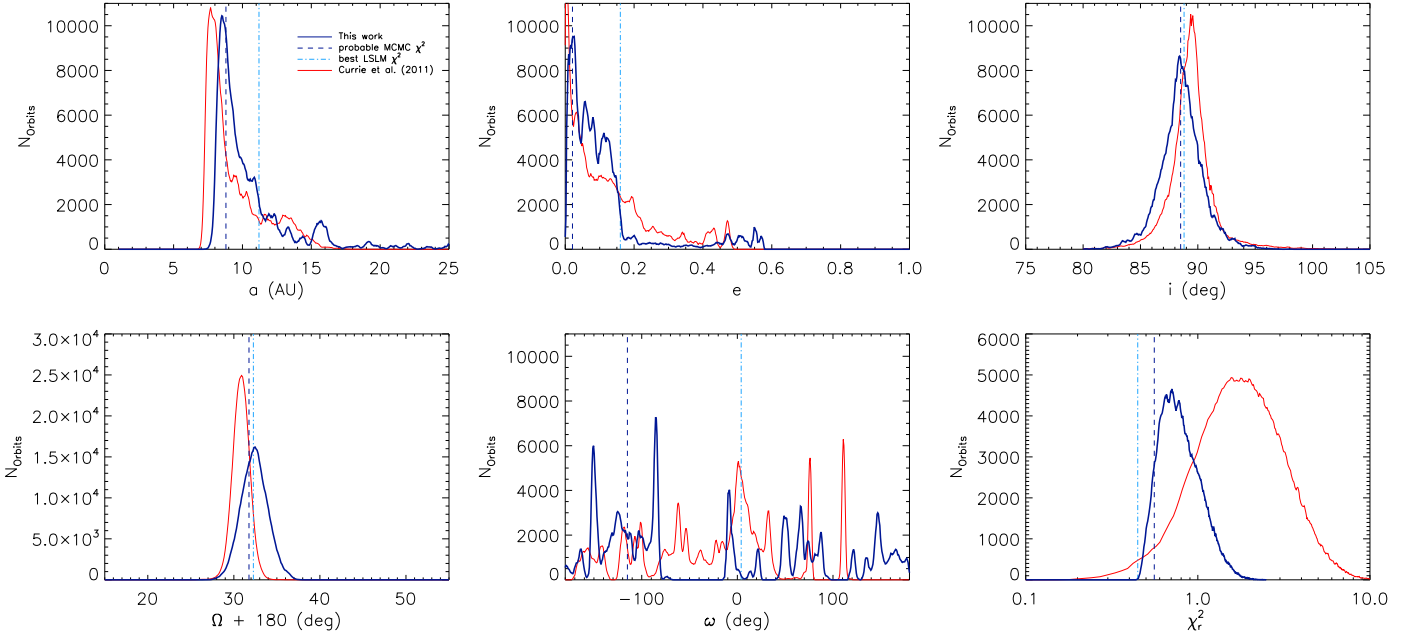 10000
8000
6000
4000
2000
0
N_Orbits
0 5 10 15 20 25
a (AU)
This work
probable MCMC χ²
best LSLM χ²
Currie et al. (2011)
10000
8000
6000
4000
2000
0
N_Orbits
0.0 0.2 0.4 0.6 0.8 1.0
e
10000
8000
6000
4000
2000
0
N_Orbits
75 80 85 90 95 100 105
i (deg)
3.0×10⁴
2.5×10⁴
2.0×10⁴
1.5×10⁴
1.0×10⁴
5.0×10³
0
N_Orbits
20 30 40 50
Ω + 180 (deg)
10000
8000
6000
4000
2000
0
N_Orbits
−100 0 100
ω (deg)
6000
5000
4000
3000
2000
1000
0
N_Orbits
0.1 1.0 10.0
χ²_r